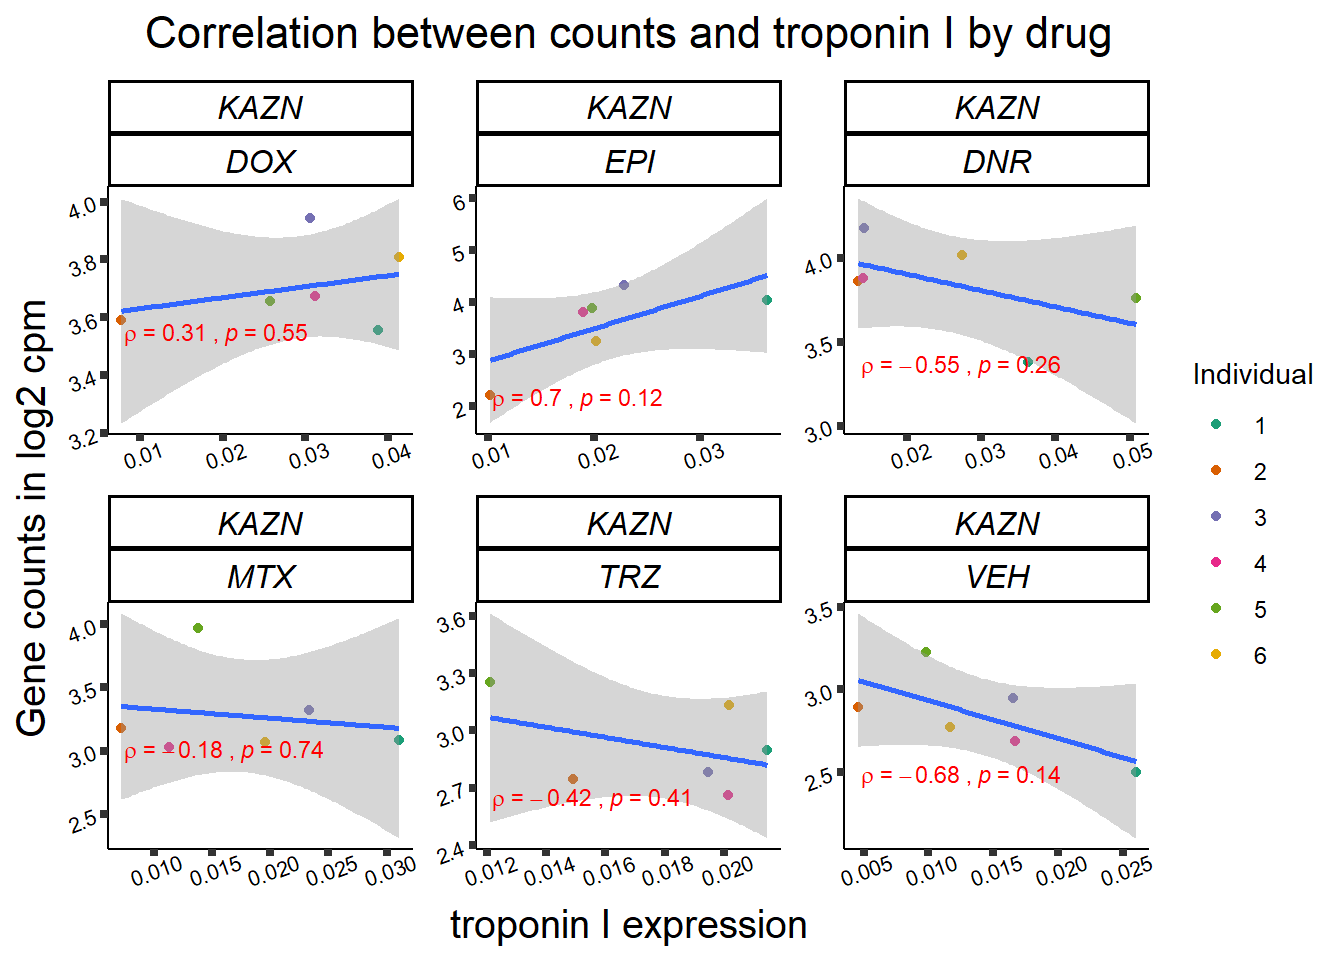 Correlation between counts and troponin I by drug
KAZN
KAZN
KAZN
DOX
EPI
DNR
4.0
3.8
3.6
3.4
3.2
ρ = 0.31 , p = 0.55
0.01
0.02
0.03
0.04
6
5
4
3
2
ρ = 0.7 , p = 0.12
0.01
0.02
0.03
4.0
3.5
3.0
ρ = −0.55 , p = 0.26
0.02
0.03
0.04
0.05
KAZN
KAZN
KAZN
MTX
TRZ
VEH
4.0
3.5
3.0
2.5
ρ = −0.18 , p = 0.74
0.010
0.015
0.020
0.025
0.030
3.6
3.3
3.0
2.7
2.4
ρ = −0.42 , p = 0.41
0.012
0.014
0.016
0.018
0.020
3.5
3.0
2.5
ρ = −0.68 , p = 0.14
0.005
0.010
0.015
0.020
0.025
Gene counts in log2 cpm
troponin I expression
Individual
1
2
3
4
5
6